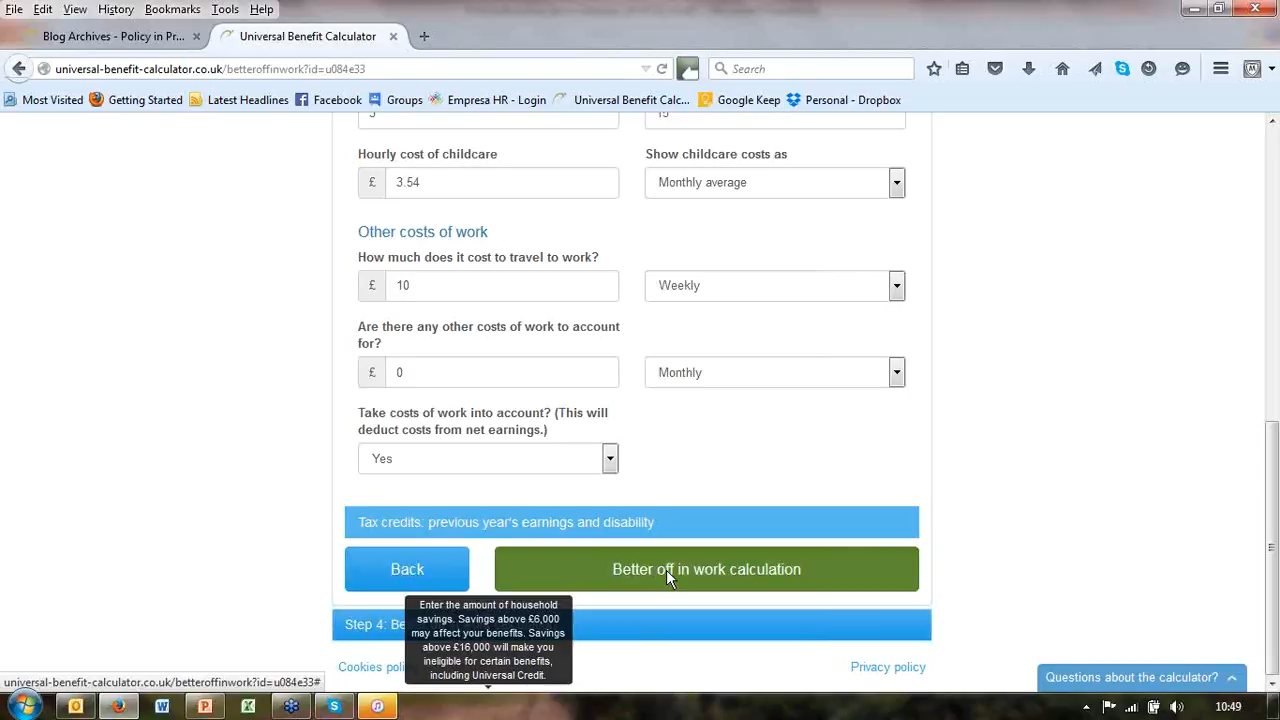 File Edit View History Bookmarks Tools Help
Blog Archives - Policy in Pr... × Universal Benefit Calculator × +
universal-benefit-calculator.co.uk/betteroffinwork?id=u084e33 Search
Most Visited Getting Started Latest Headlines Facebook Groups Empresa HR - Login Universal Benefit Calc... Google Keep Personal - Dropbox
Hourly cost of childcare Show childcare costs as
£ 3.54 Monthly average
Other costs of work
How much does it cost to travel to work?
£ 10 Weekly
Are there any other costs of work to account
for?
£ 0 Monthly
Take costs of work into account? (This will
deduct costs from net earnings.)
Yes
Tax credits: previous year's earnings and disability
Back Better off in work calculation
Enter the amount of household
savings. Savings above £6,000
may affect your benefits. Savings
above £16,000 will make you
ineligible for certain benefits,
including Universal Credit.
Step 4: Be
Cookies poli Privacy policy
universal-benefit-calculator.co.uk/betteroffinwork?id=u084e33#
Questions about the calculator?
10:49